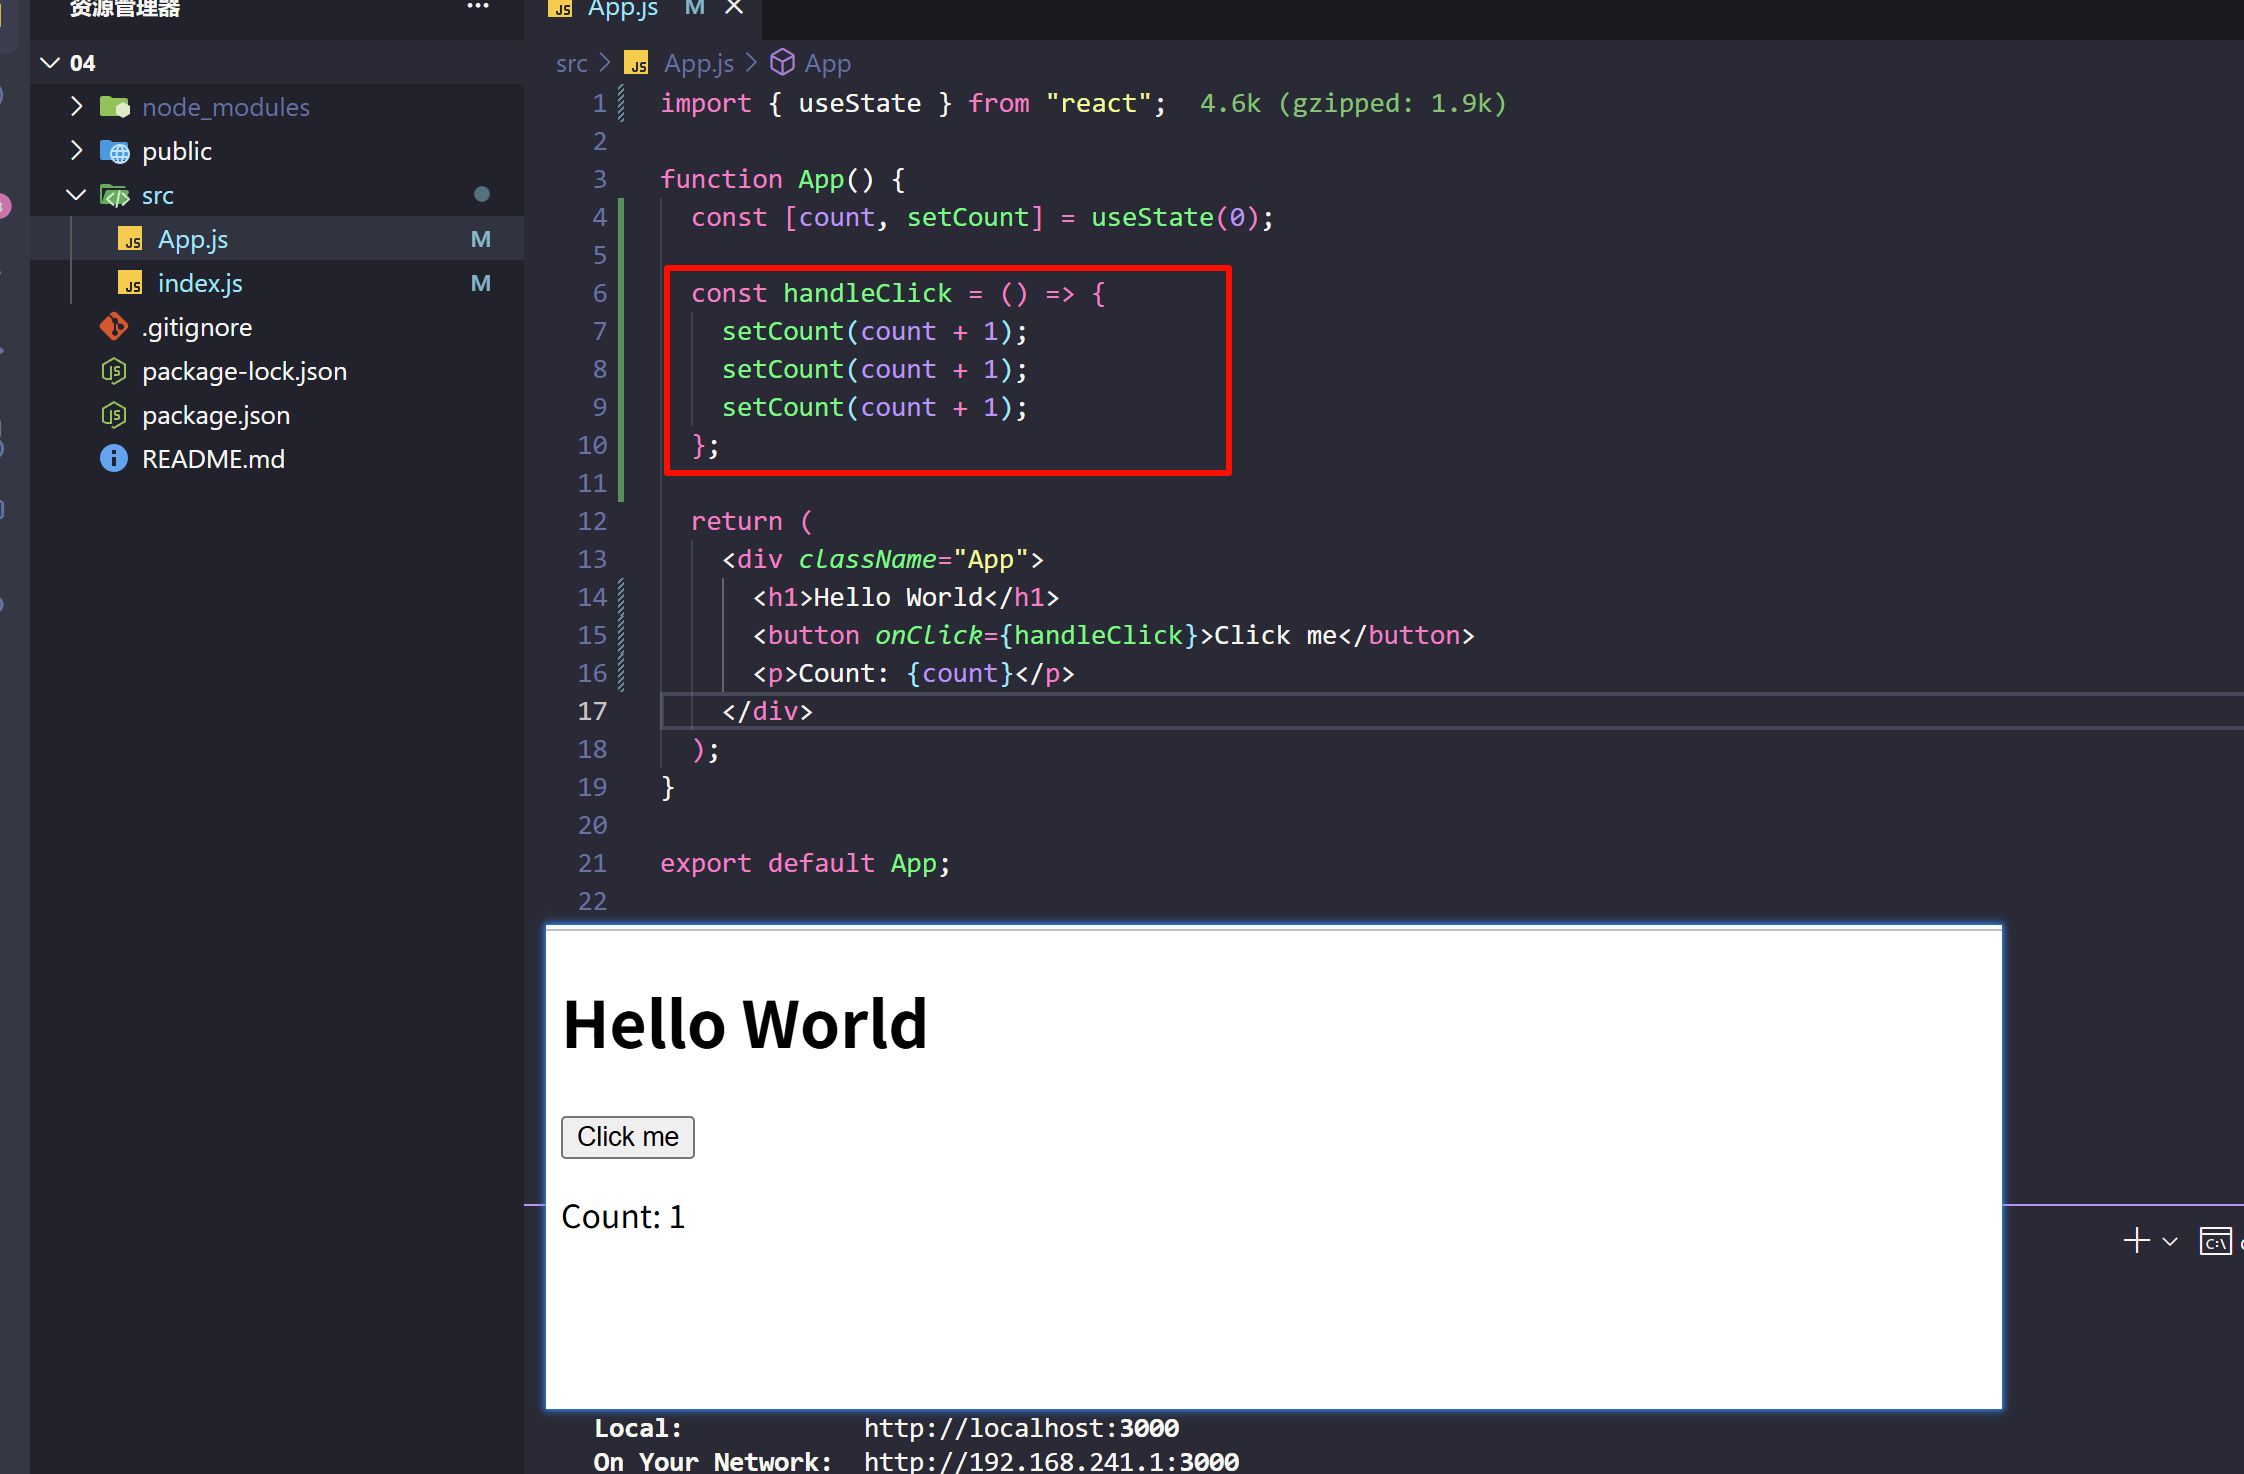 资源管理器
04
node_modules
public
src
App.js M
index.js M
.gitignore
package-lock.json
package.json
README.md
App.js M
src > App.js > App
1 import { useState } from "react"; 4.6k (gzipped: 1.9k)
2
3 function App() {
4 const [count, setCount] = useState(0);
5
6 const handleClick = () => {
7 setCount(count + 1);
8 setCount(count + 1);
9 setCount(count + 1);
10 };
11
12 return (
13 <div className="App">
14 <h1>Hello World</h1>
15 <button onClick={handleClick}>Click me</button>
16 <p>Count: {count}</p>
17 </div>
18 );
19 }
20
21 export default App;
22
Hello World
Click me
Count: 1
Local: http://localhost:3000
On Your Network: http://192.168.241.1:3000